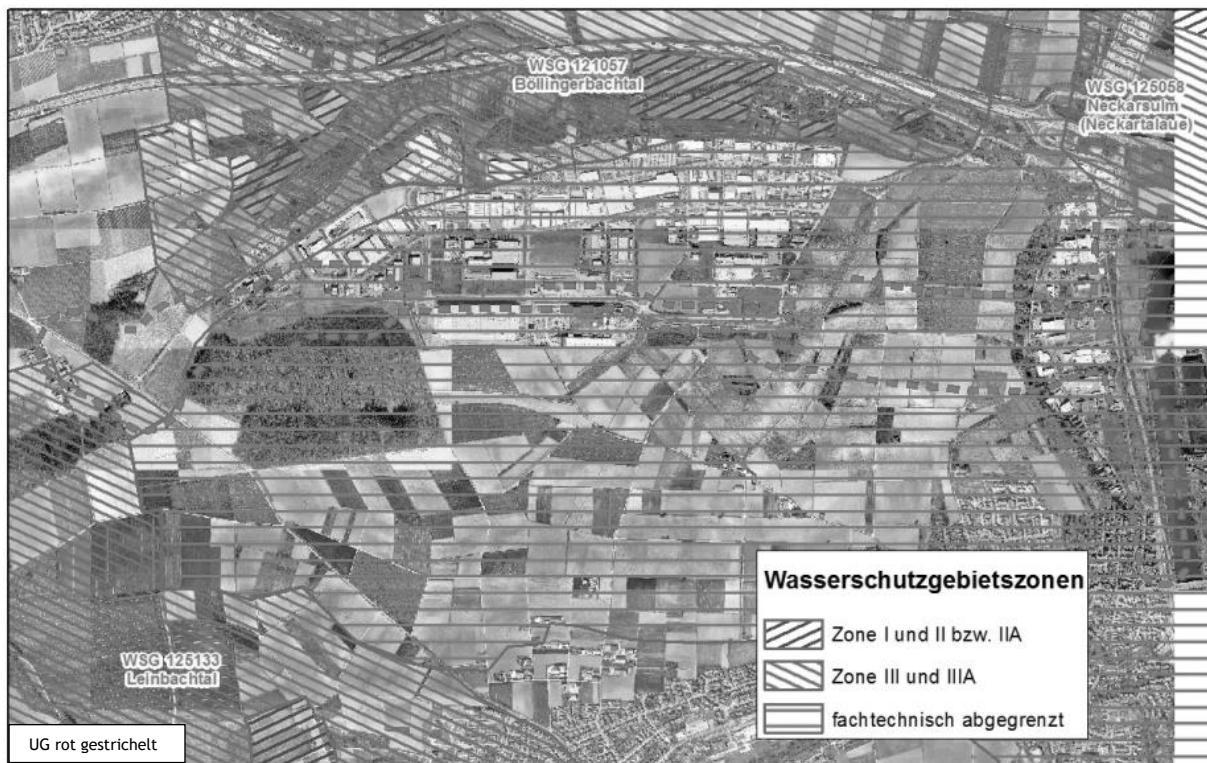 WSG 121057
Böllingerbachtal
WSG 125058
Neckarsulm
(Neckartalaue)
WSG 125133
Leinbachtal
Wasserschutzgebietszonen
Zone I und II bzw. IIA
Zone III und IIIA
fachtechnisch abgegrenzt
UG rot gestrichelt